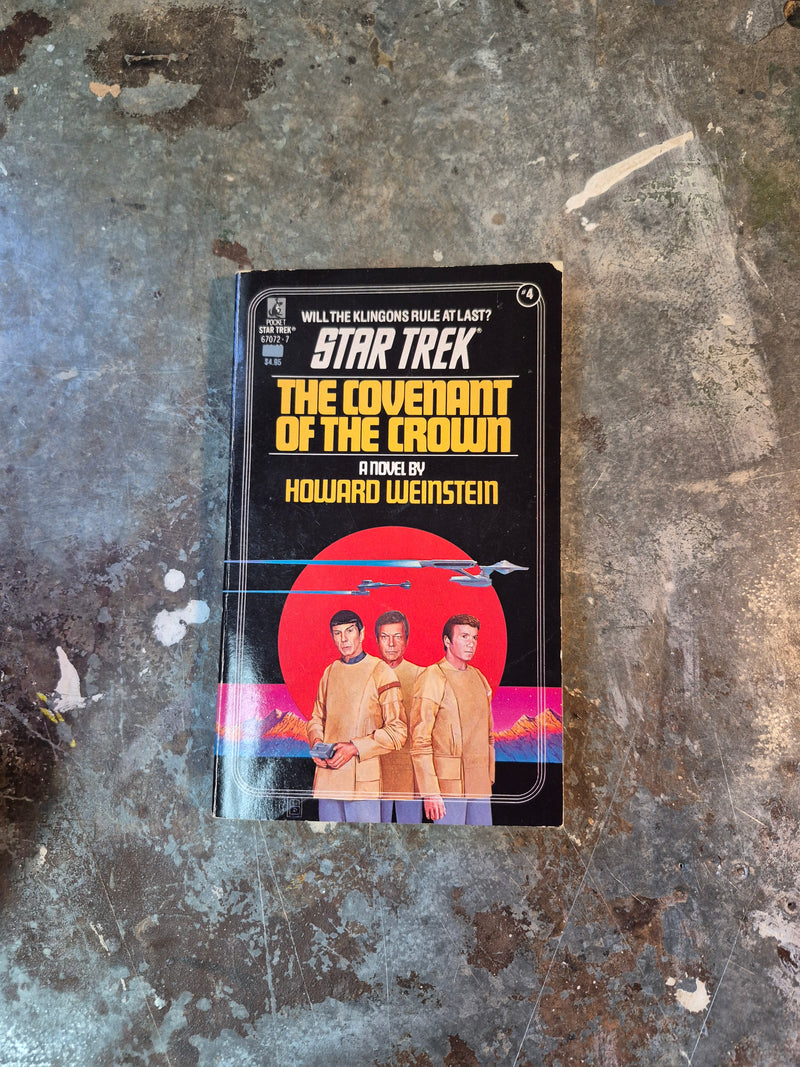 #4
POCKET
STAR TREK®
67072·7
$4.95
WILL THE KLINGONS RULE AT LAST?
STAR TREK®
THE COVENANT
OF THE CROWN
A NOVEL BY
HOWARD WEINSTEIN